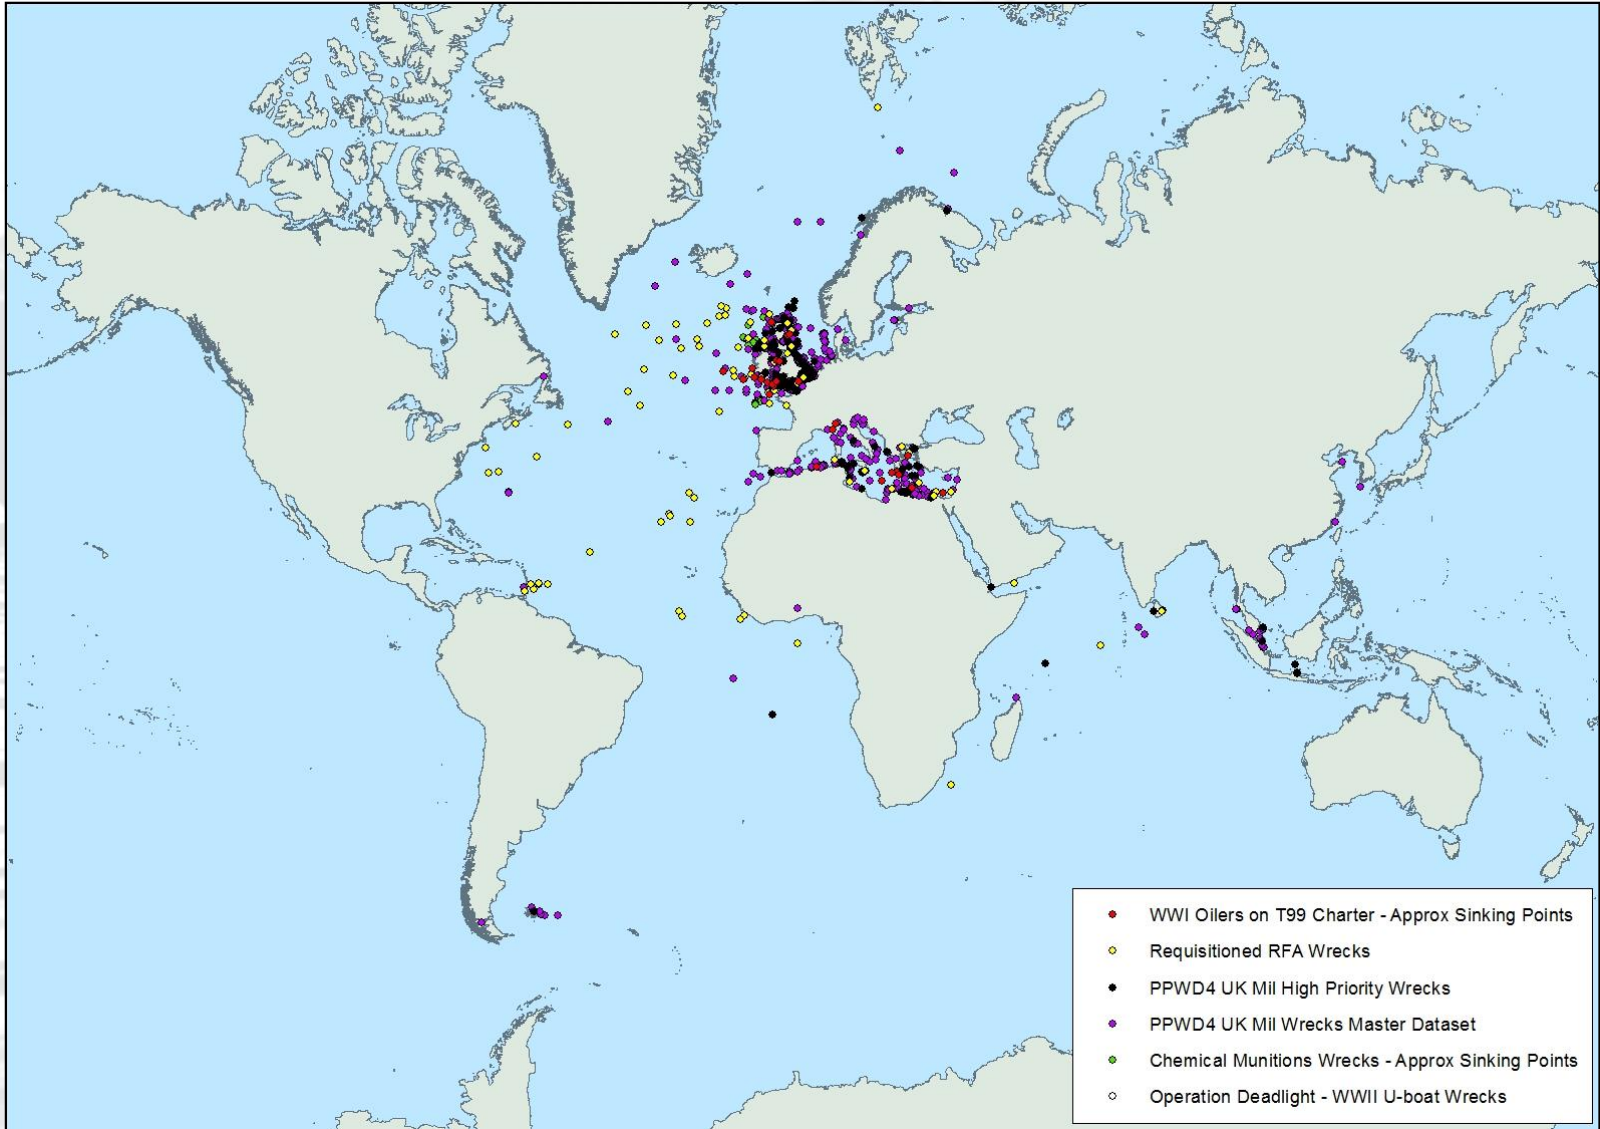 WWI Oilers on T99 Charter - Approx Sinking Points
Requisitioned RFA Wrecks
PPWD4 UK Mil High Priority Wrecks
PPWD4 UK Mil Wrecks Master Dataset
Chemical Munitions Wrecks - Approx Sinking Points
Operation Deadlight - WWII U-boat Wrecks